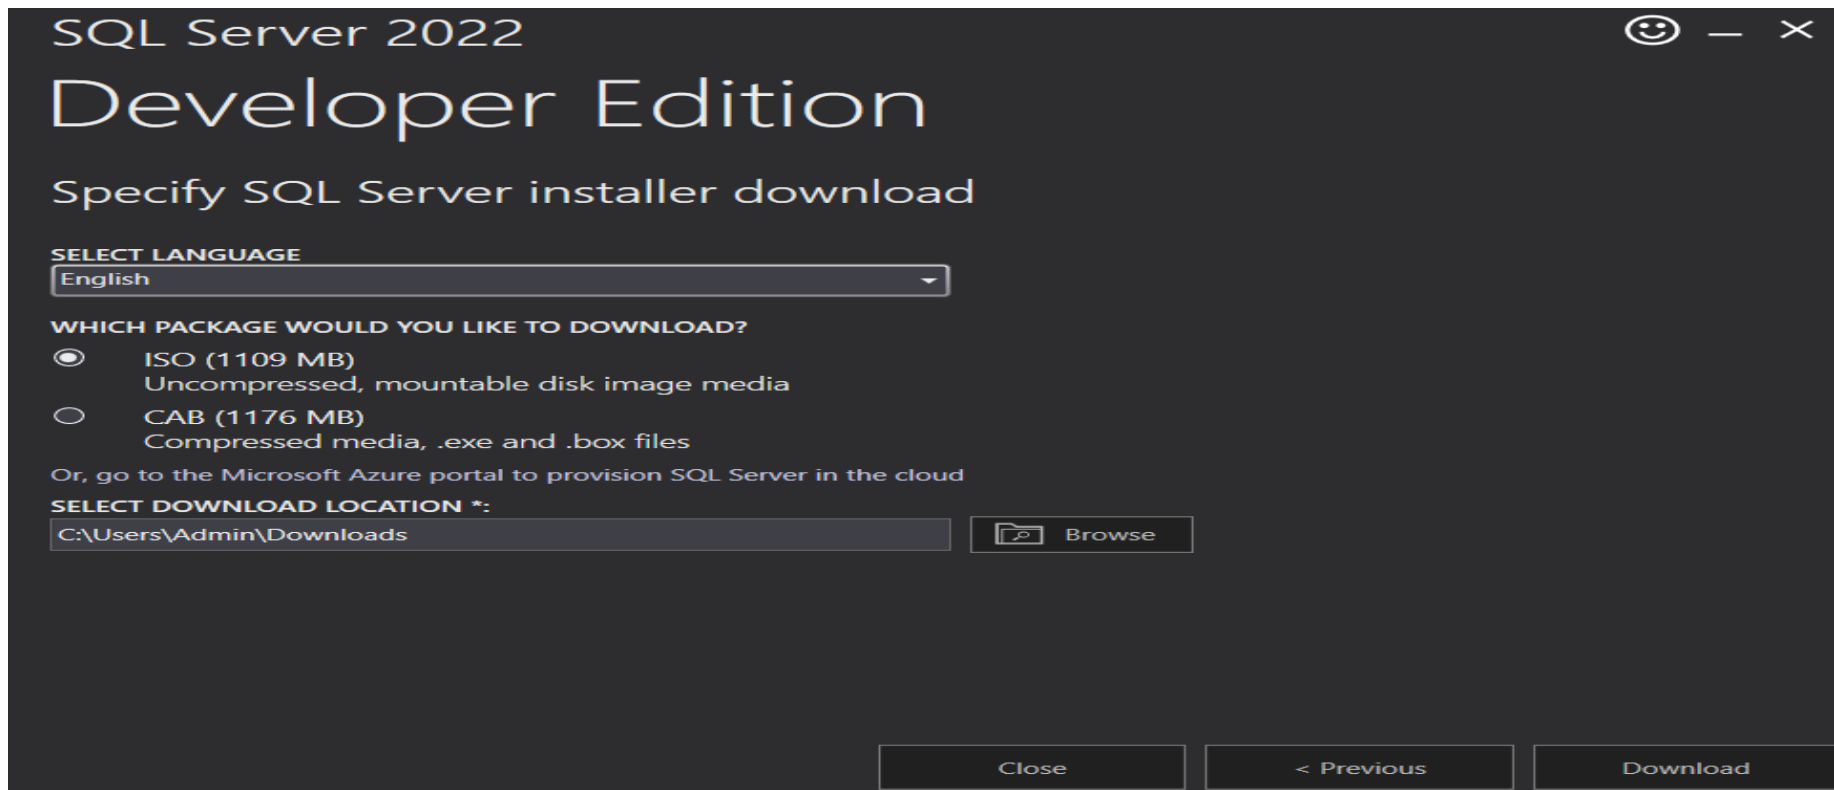 SQL Server 2022
Developer Edition
Specify SQL Server installer download
SELECT LANGUAGE
English
WHICH PACKAGE WOULD YOU LIKE TO DOWNLOAD?
ISO (1109 MB)
Uncompressed, mountable disk image media
CAB (1176 MB)
Compressed media, .exe and .box files
Or, go to the Microsoft Azure portal to provision SQL Server in the cloud
SELECT DOWNLOAD LOCATION *:
C:\Users\Admin\Downloads
Browse
Close
< Previous
Download